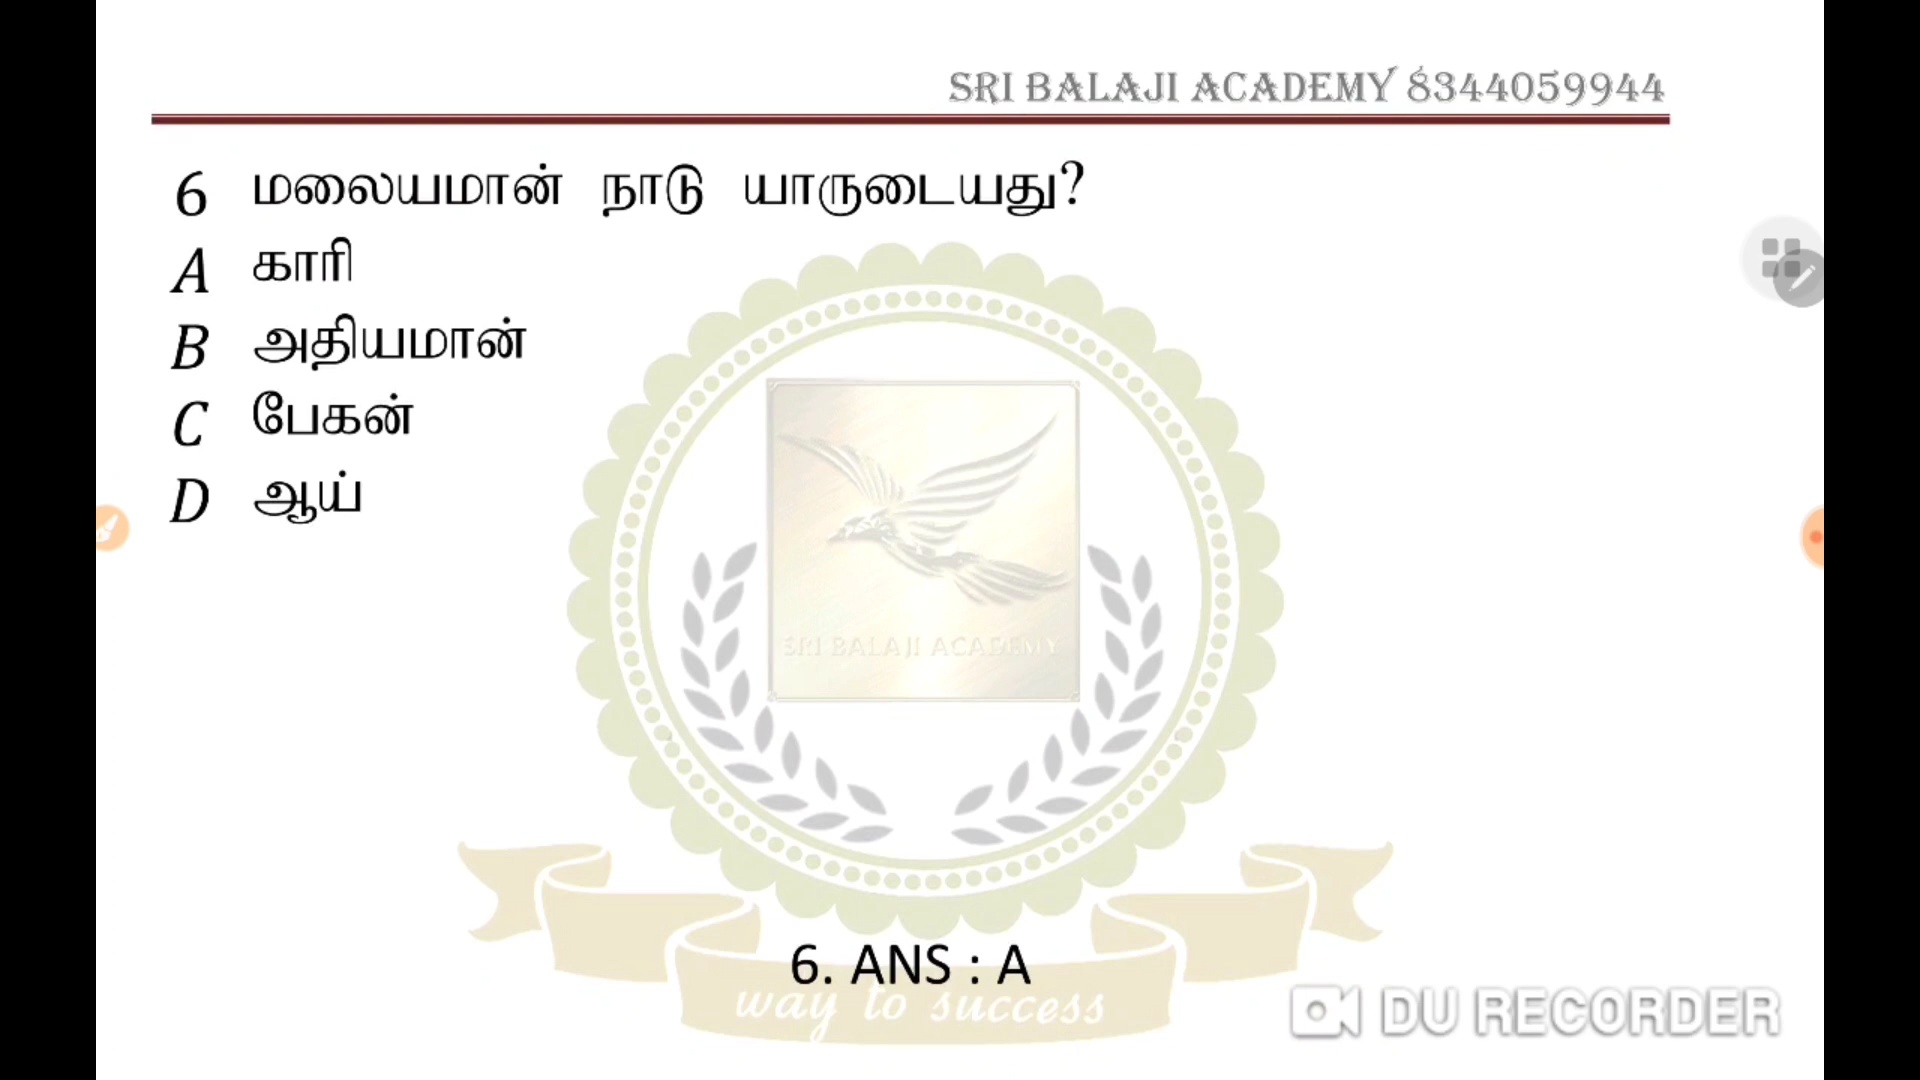 SRI BALAJI ACADEMY 8344059944
6 மலையமான் நாடு யாருடையது?
A காரி
B அதியமான்
C பேகன்
D ஆய்
SRI BALAJI ACADEMY
6. ANS : A
way to success
DU RECORDER